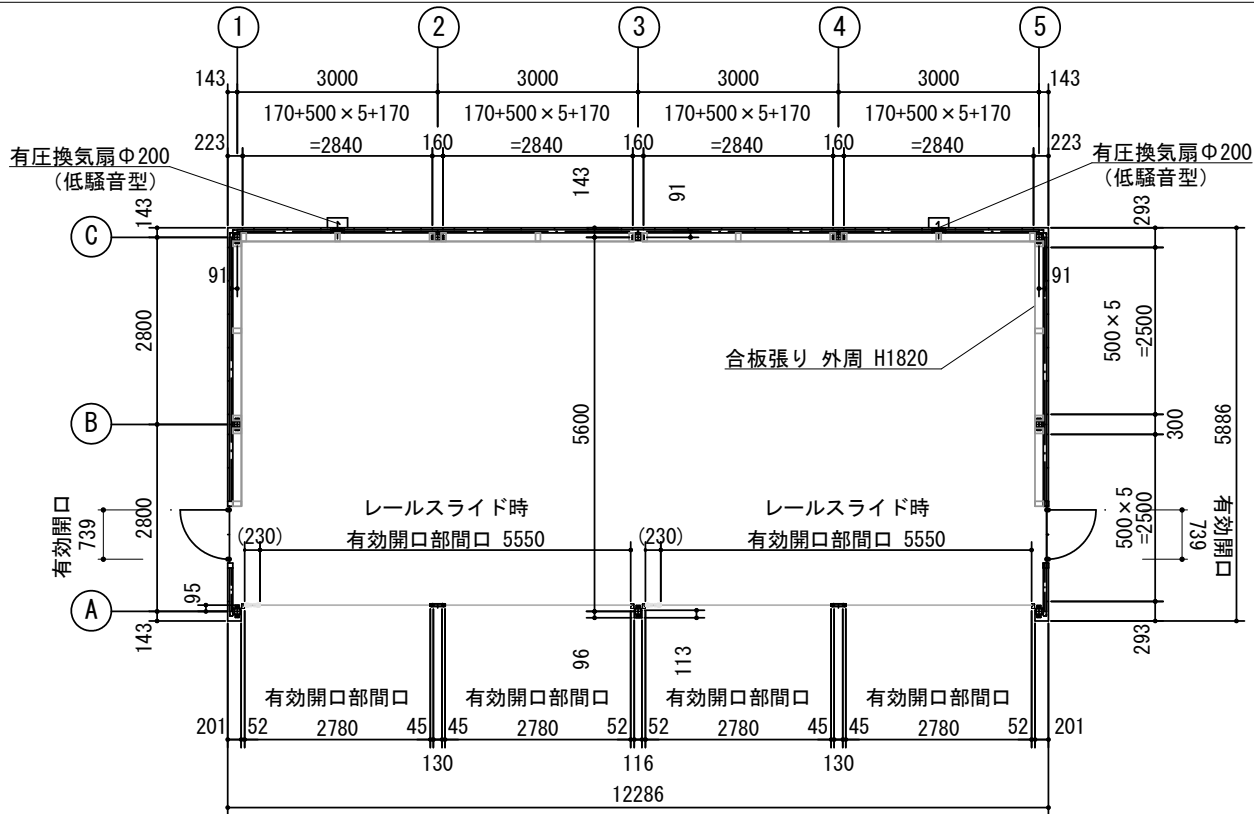 1 2 3 4 5
143 3000 3000 3000 3000 143
170+500×5+170 170+500×5+170 170+500×5+170 170+500×5+170
223 =2840 160 =2840 160 =2840 160 =2840 223
有圧換気扇Φ200
(低騒音型)
有圧換気扇Φ200
(低騒音型)
143
91
143
293
1
1
C
91
91
2800
500×5
=2500
合板張り 外周 H1820
B
5600
300
5886
2800
有効開口
739
レールスライド時
(230) 有効開口部間口 5550
レールスライド時
(230) 有効開口部間口 5550
500×5
=2500
739
有効開口
95
A
143
96
113
293
有効開口部間口 有効開口部間口 有効開口部間口 有効開口部間口
201 52 2780 45 45 2780 52 52 2780 45 45 2780 52 201
130 116 130
12286